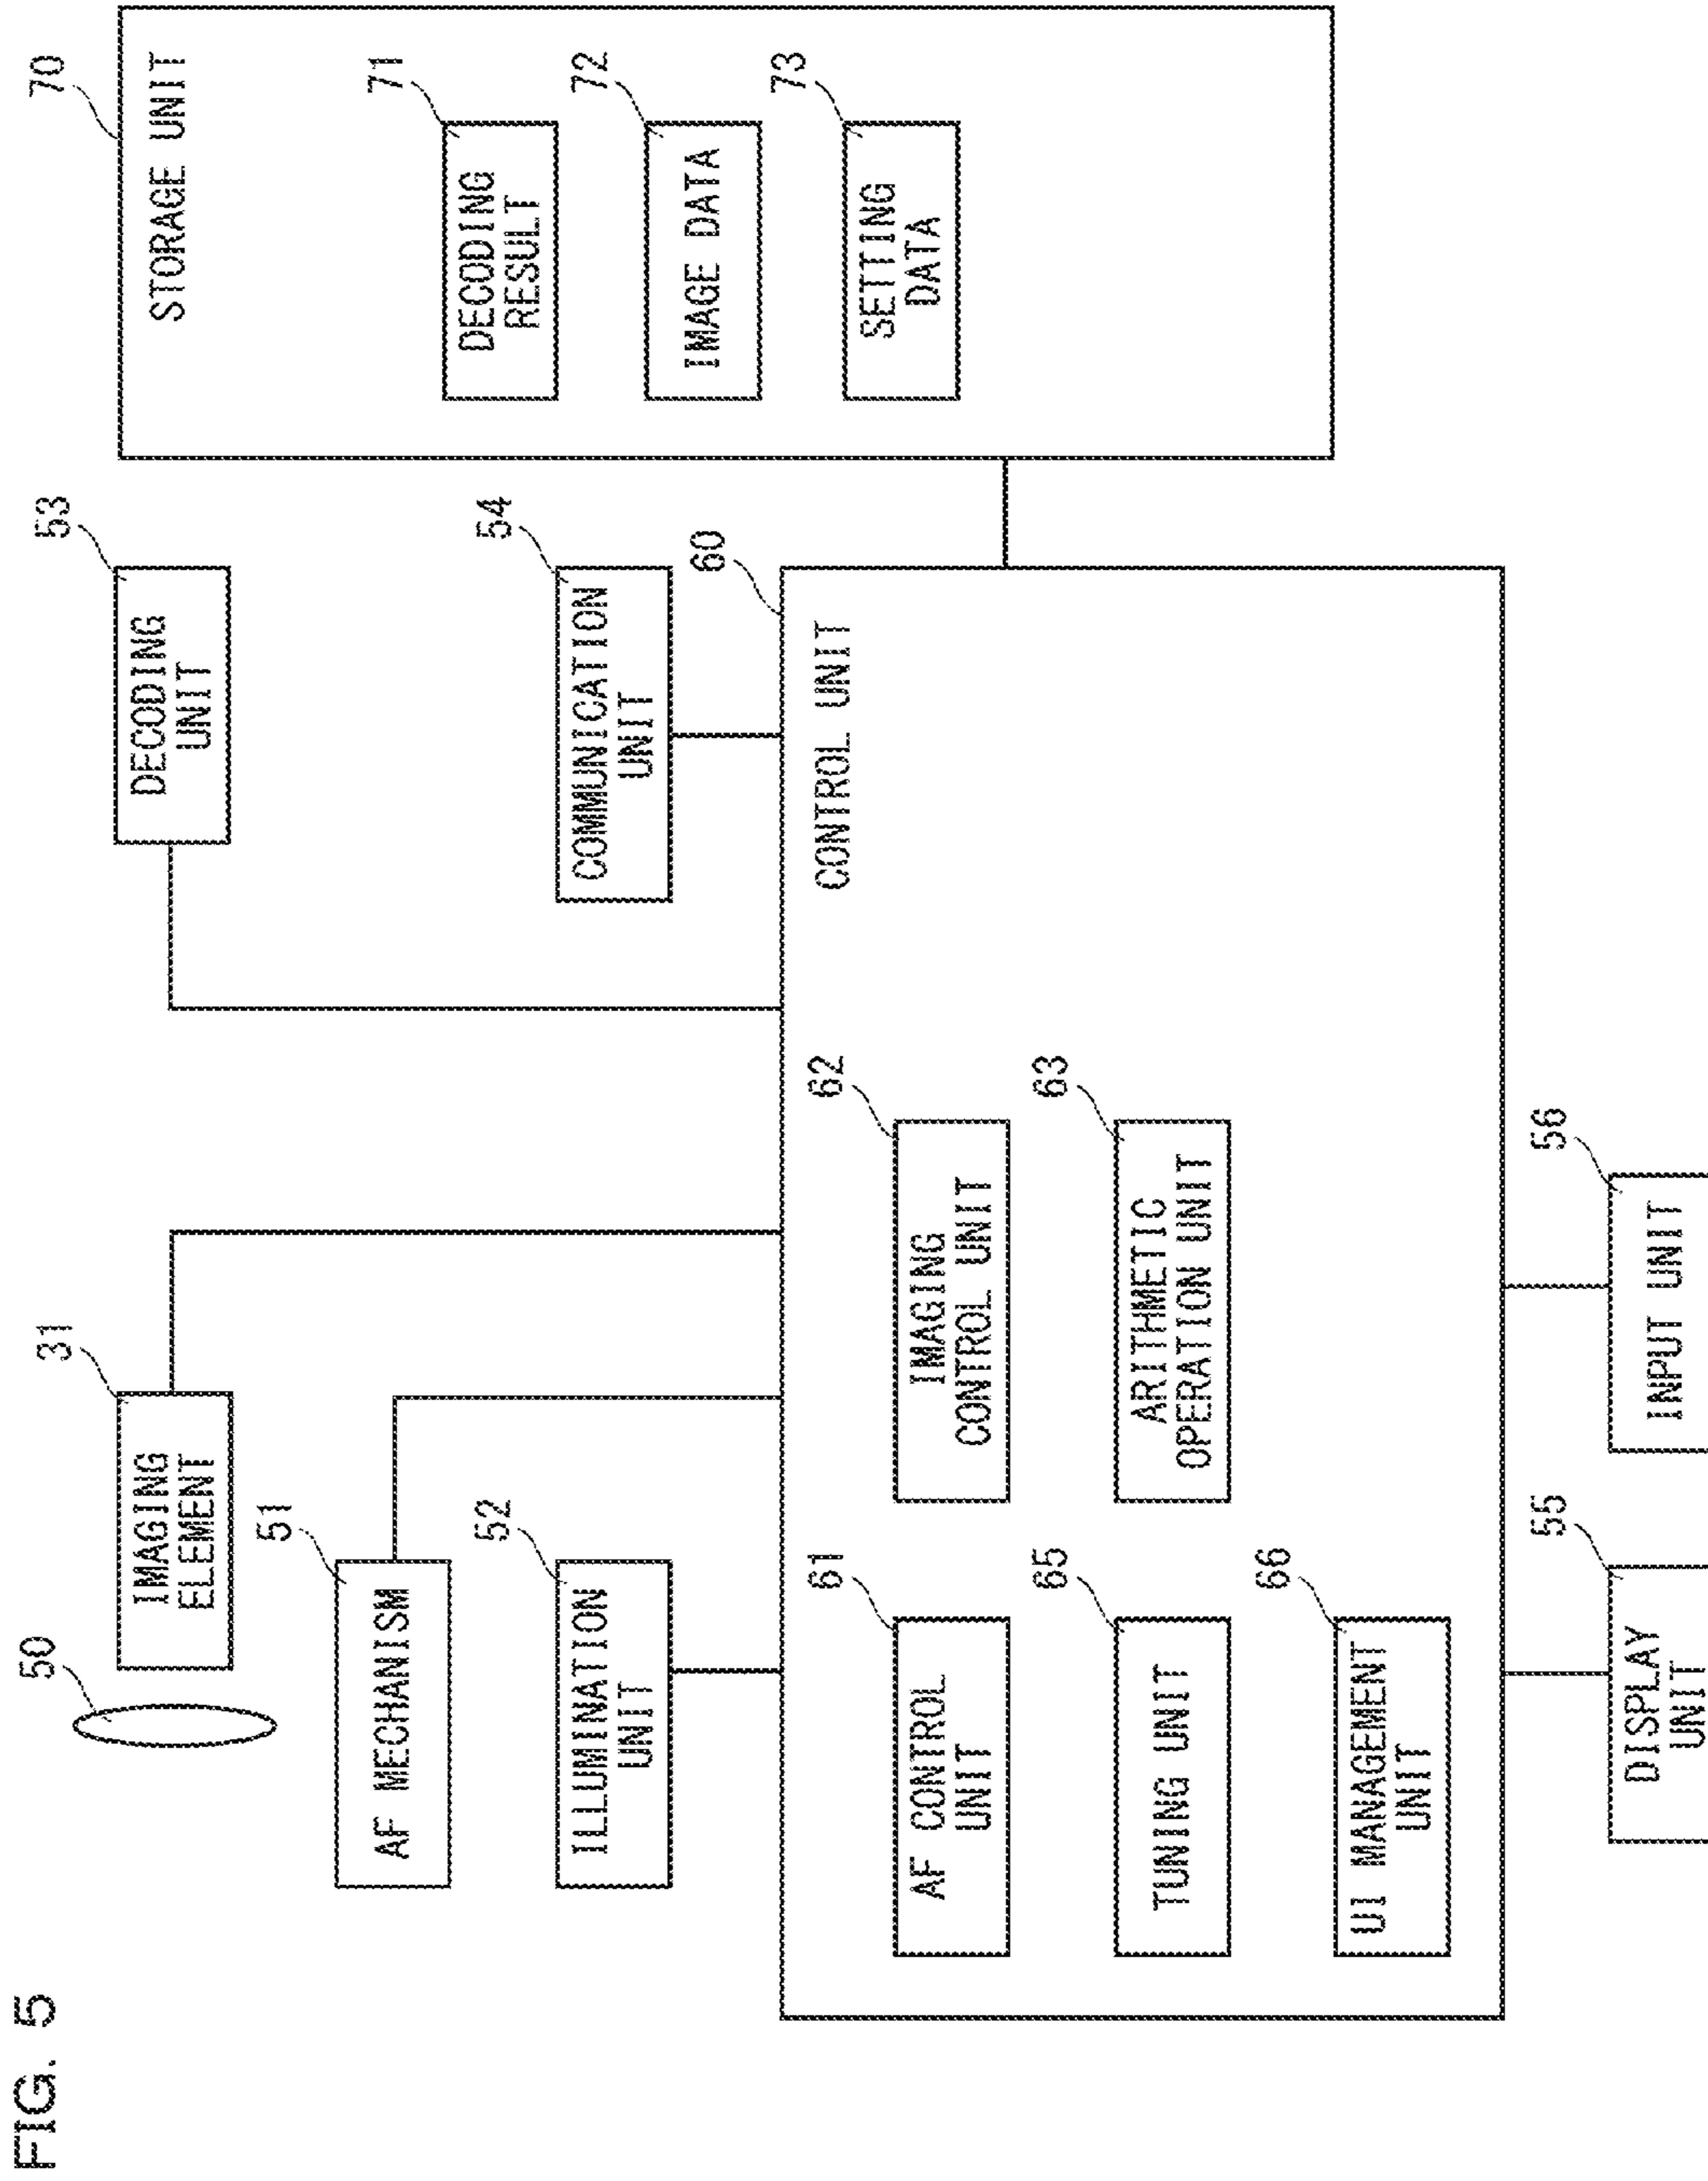 FIG. 5
50
31
IMAGING
ELEMENT
53
DECODING
UNIT
70
STORAGE UNIT
51
AF MECHANISM
52
ILLUMINATION
UNIT
54
COMMUNICATION
UNIT
71
DECODING
RESULT
72
IMAGE DATA
73
SETTING
DATA
60
CONTROL UNIT
61
AF CONTROL
UNIT
62
IMAGING
CONTROL UNIT
65
TUNING UNIT
63
ARITHMETIC
OPERATION UNIT
66
UI MANAGEMENT
UNIT
55
DISPLAY
UNIT
56
INPUT UNIT